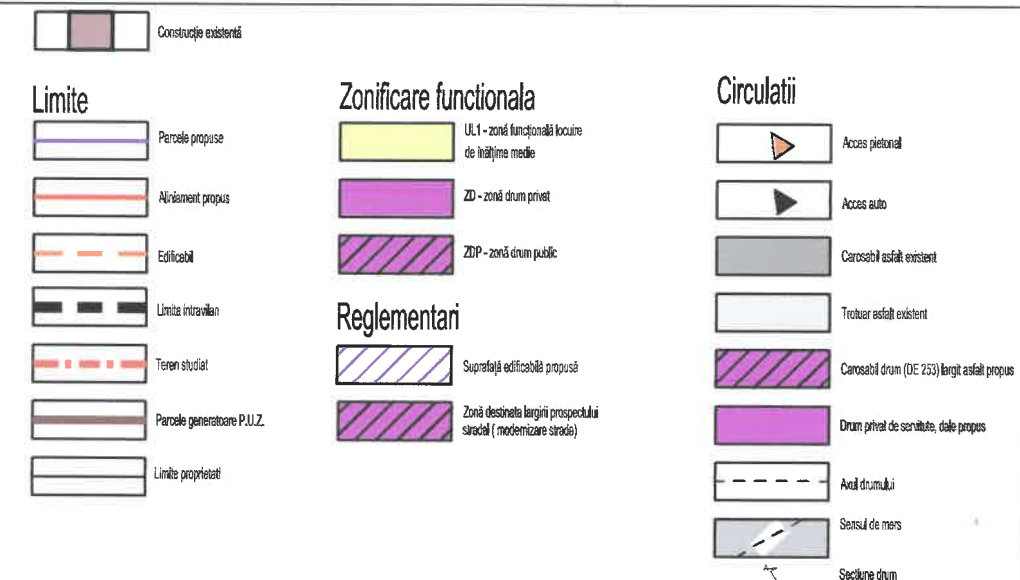 Construcție existentă
Limite
Parcele propuse
Aliniament propus
Edificabil
Limita intravilan
Teren studiat
Parcele generatoare P.U.Z.
Limite proprietati
Zonificare functionala
UL1 - zonă funcțională locuire
de înălțime medie
ZD - zonă drum privat
ZDP - zonă drum public
Reglementari
Suprafață edificabilă propusă
Zonă destinata largirii prospectului
stradal ( modernizare strada)
Circulatii
Acces pietonal
Acces auto
Carosabil asfalt existent
Trotuar asfalt existent
Carosabil drum (DE 253) largit asfalt propus
Drum privat de servitute, dale propus
Axul drumului
Sensul de mers
Sectiune drum